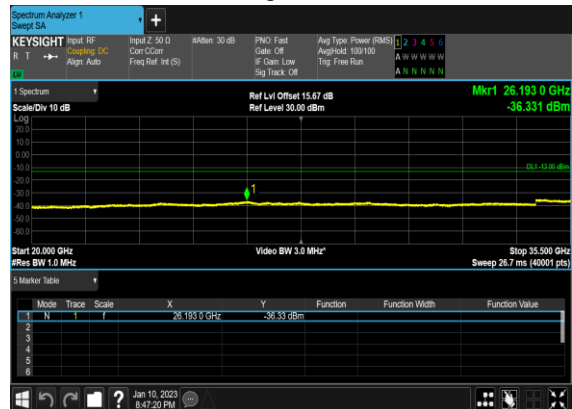 Spectrum Analyzer 1
Swept SA
+
KEYSIGHT Input: RF Input Z: 50 Ω #Atten: 30 dB PNO: Fast Avg Type: Power (RMS) 1 2 3 4 5 6
R T Coupling: DC Corr CCorr Gate: Off Avg|Hold: 100/100 A W W W W W
Align: Auto Freq Ref: Int (S) IF Gain: Low Trig: Free Run
Sig Track: Off A N N N N N
1 Spectrum Ref Lvl Offset 15.67 dB Mkr1 26.193 0 GHz
Scale/Div 10 dB Ref Level 30.00 dBm -36.331 dBm
Log
20.0
10.0
0.00
-10.0
DL1 -13.00 dBm
-20.0
-30.0
1
-40.0
-50.0
-60.0
Start 20.000 GHz Video BW 3.0 MHz* Stop 35.500 GHz
#Res BW 1.0 MHz Sweep 26.7 ms (40001 pts)
5 Marker Table
Mode Trace Scale X Y Function Function Width Function Value
1 N 1 f 26.193 0 GHz -36.33 dBm
2
3
4
5
6
? Jan 10, 2023
8:47:20 PM